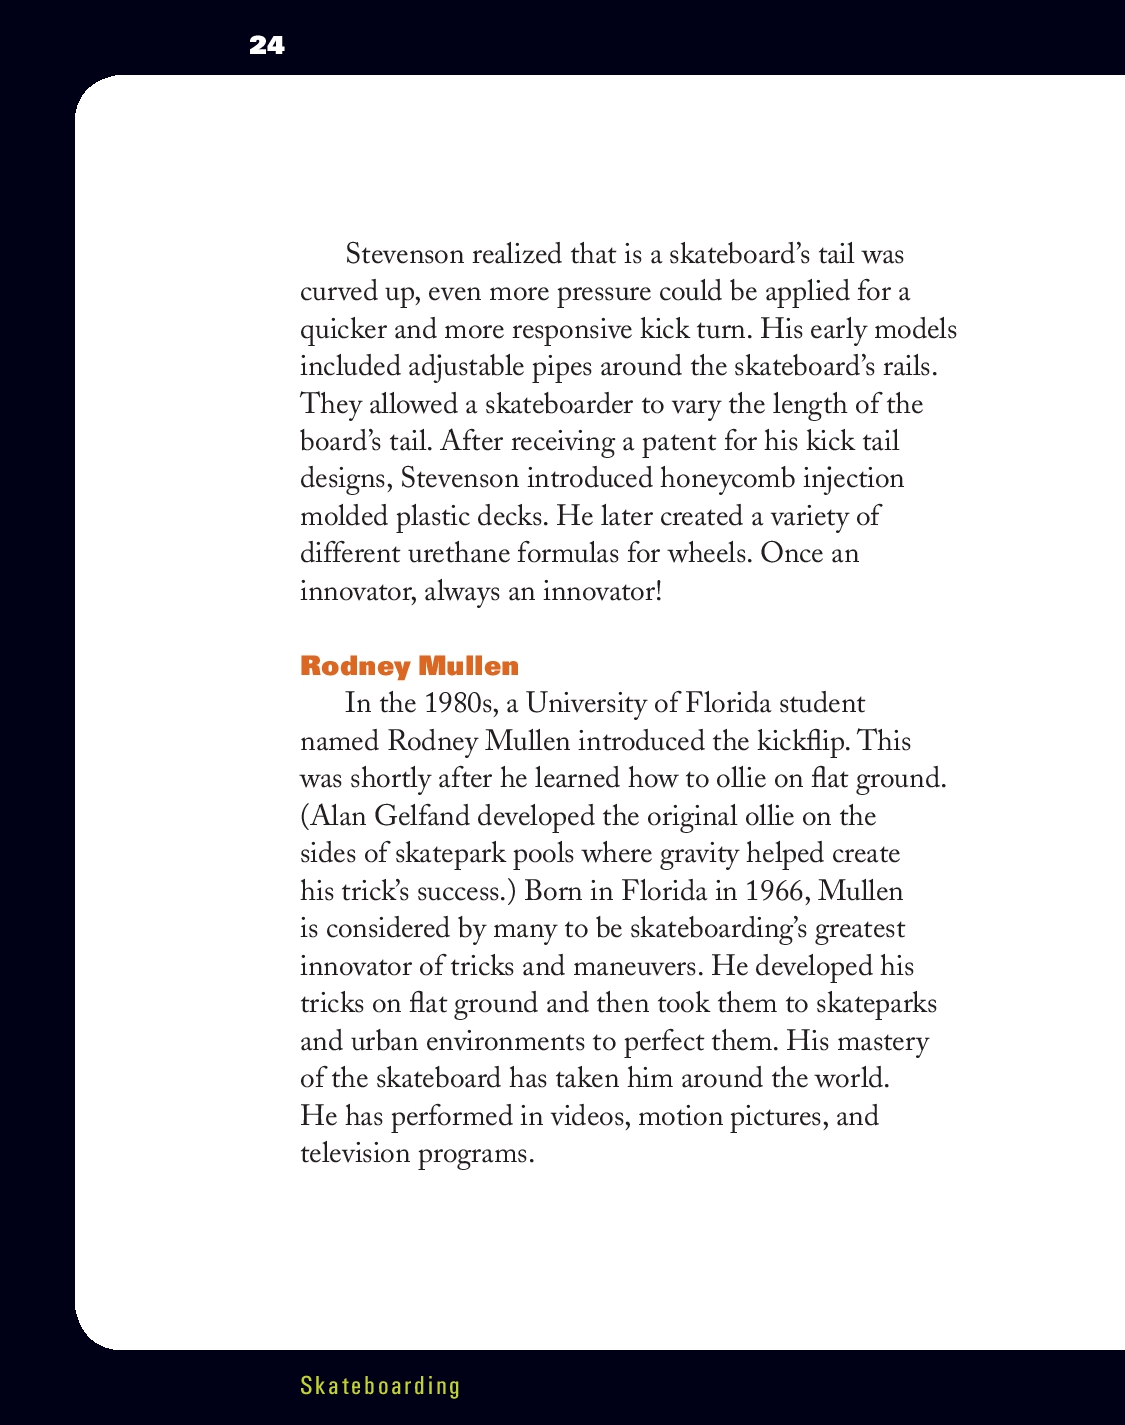 24
Stevenson realized that is a skateboard’s tail was
curved up, even more pressure could be applied for a
quicker and more responsive kick turn. His early models
included adjustable pipes around the skateboard’s rails.
They allowed a skateboarder to vary the length of the
board’s tail. After receiving a patent for his kick tail
designs, Stevenson introduced honeycomb injection
molded plastic decks. He later created a variety of
different urethane formulas for wheels. Once an
innovator, always an innovator!
Rodney Mullen
In the 1980s, a University of Florida student
named Rodney Mullen introduced the kickflip. This
was shortly after he learned how to ollie on flat ground.
(Alan Gelfand developed the original ollie on the
sides of skatepark pools where gravity helped create
his trick’s success.) Born in Florida in 1966, Mullen
is considered by many to be skateboarding’s greatest
innovator of tricks and maneuvers. He developed his
tricks on flat ground and then took them to skateparks
and urban environments to perfect them. His mastery
of the skateboard has taken him around the world.
He has performed in videos, motion pictures, and
television programs.
Skateboarding